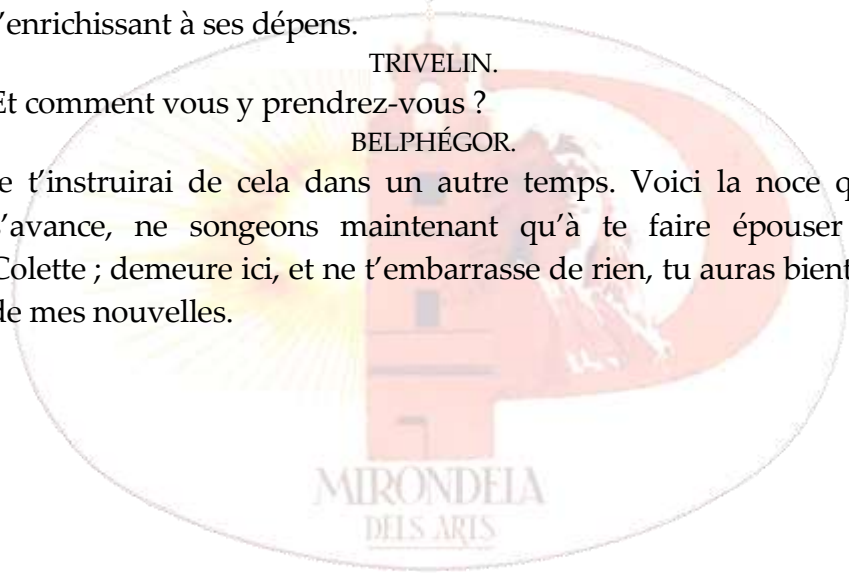 ’enrichissant à ses dépens.
TRIVELIN.
Et comment vous y prendrez-vous ?
BELPHÉGOR.
e t’instruirai de cela dans un autre temps. Voici la noce q
’avance, ne songeons maintenant qu’à te faire épouser
Colette ; demeure ici, et ne t’embarrasse de rien, tu auras bient
de mes nouvelles.
MIRONDELA
DELS ARTS